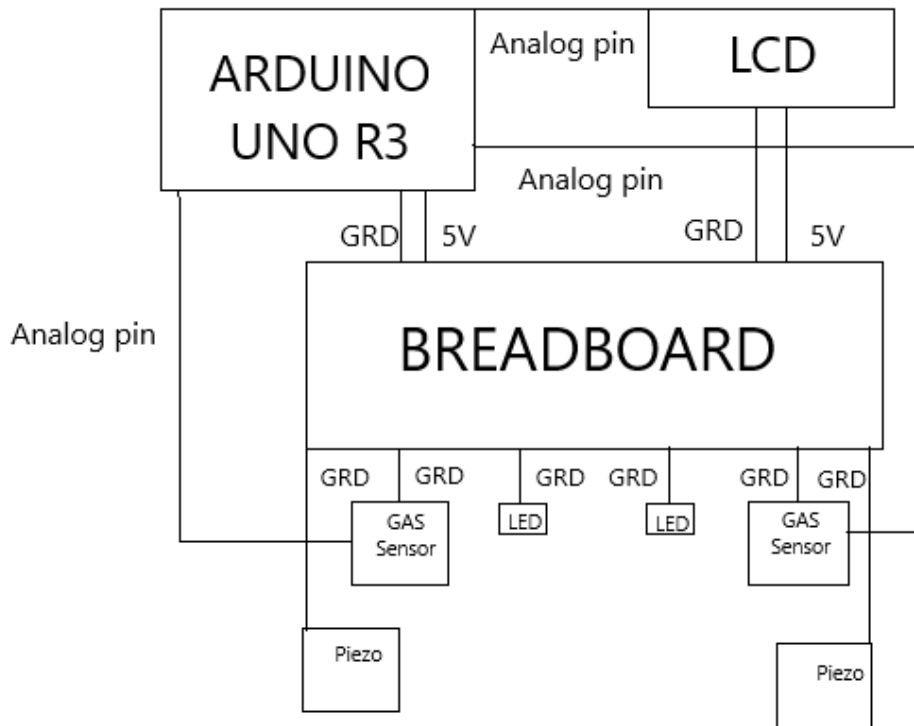 ARDUINO
UNO R3
Analog pin
LCD
Analog pin
GRD
5V
GRD
5V
Analog pin
BREADBOARD
GRD
GRD
GRD
GRD
GRD
GRD
GAS
Sensor
LED
LED
GAS
Sensor
Piezo
Piezo